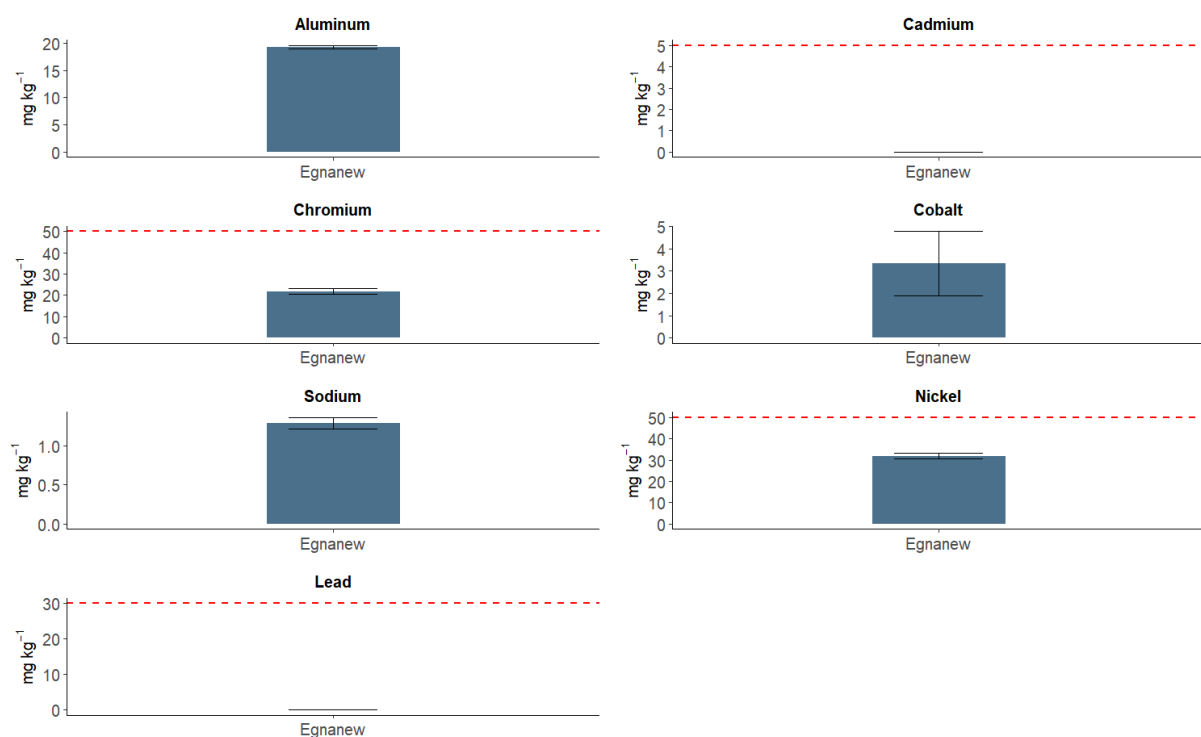 Aluminum
mg kg⁻¹
20
15
10
5
0
Egnanew
Cadmium
mg kg⁻¹
5
4
3
2
1
0
Egnanew
Chromium
mg kg⁻¹
50
40
30
20
10
0
Egnanew
Cobalt
mg kg⁻¹
5
4
3
2
1
0
Egnanew
Sodium
mg kg⁻¹
1.0
0.5
0.0
Egnanew
Nickel
mg kg⁻¹
50
40
30
20
10
0
Egnanew
Lead
mg kg⁻¹
30
20
10
0
Egnanew